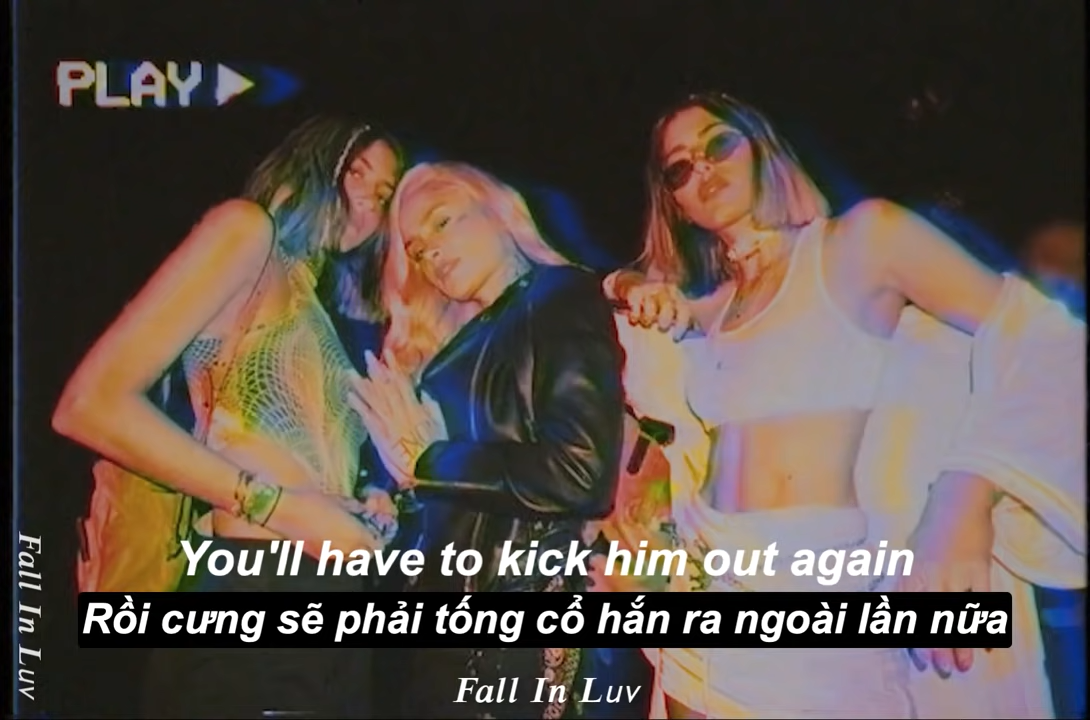 PLAY
You'll have to kick him out again
Rồi cưng sẽ phải tống cổ hắn ra ngoài lần nữa
Fall In Luv
Fall In Luv